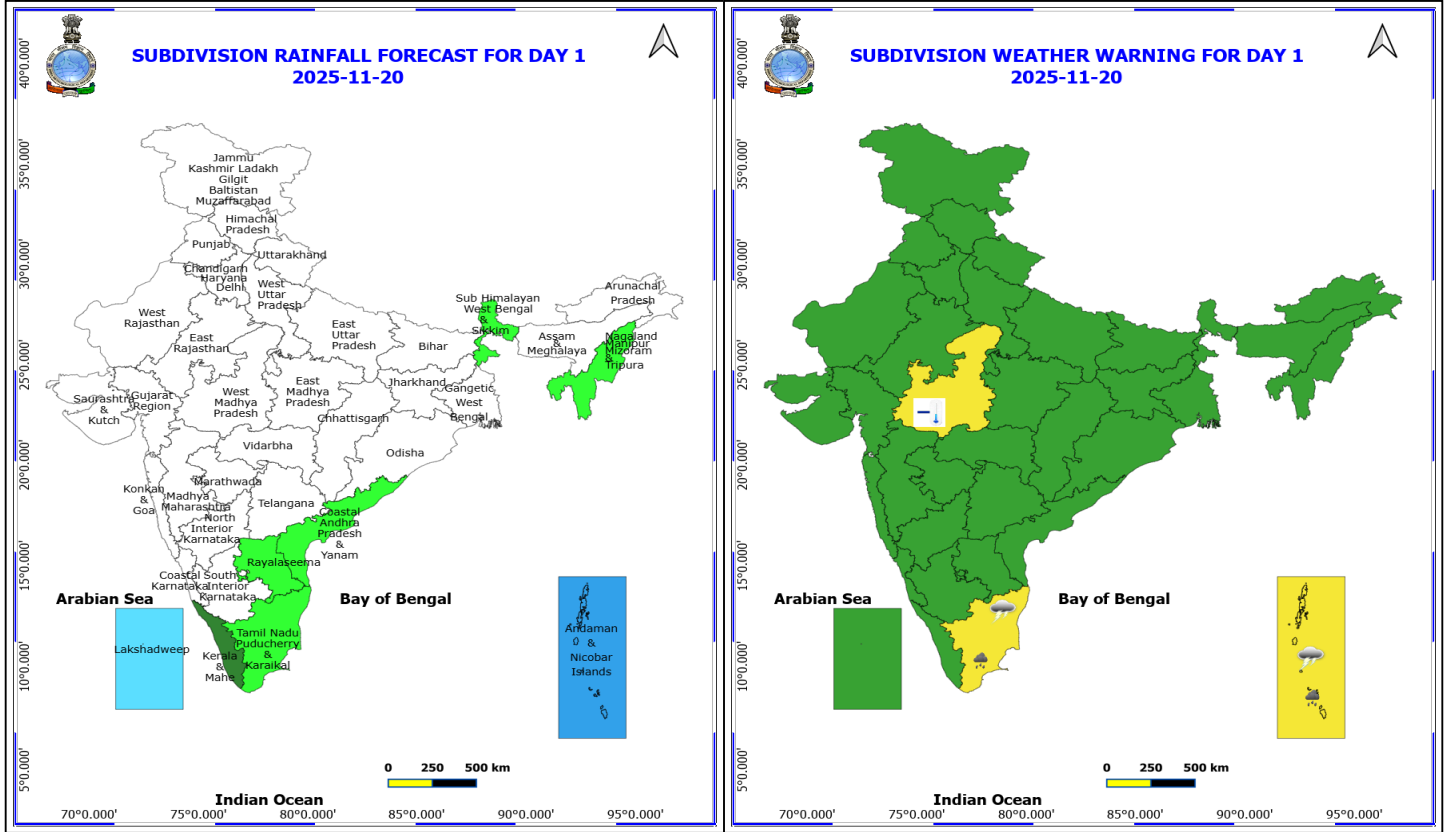 SUBDIVISION RAINFALL FORECAST FOR DAY 1
2025-11-20
Jammu
Kashmir Ladakh
Gilgit
Baltistan
Muzaffarabad
Himachal
Pradesh
Punjab
Uttarakhand
Chandigarh
Haryana
Delhi
West
Uttar
Pradesh
Arunachal
Pradesh
Sub Himalayan
West Bengal
&
Sikkim
West
Rajasthan
East
Rajasthan
East
Uttar
Pradesh
Bihar
Assam
&
Meghalaya
Nagaland
Manipur
Mizoram
&
Tripura
Saurashtra
&
Kutch
Gujarat
Region
West
Madhya
Pradesh
East
Madhya
Pradesh
Jharkhand
Gangetic
West
Bengal
Chhattisgarh
Vidarbha
Odisha
Konkan
&
Goa
Madhya
Maharashtra
Marathwada
Telangana
North
Interior
Karnataka
Coastal
Andhra
Pradesh
&
Yanam
Rayalaseema
Coastal
Karnataka
South
Interior
Karnataka
Arabian Sea
Bay of Bengal
Lakshadweep
Kerala
&
Mahe
Tamil Nadu
Puducherry
&
Karaikal
Andaman
&
Nicobar
Islands
0 250 500 km
Indian Ocean
40°0.000'
35°0.000'
30°0.000'
25°0.000'
20°0.000'
15°0.000'
10°0.000'
5°0.000'
70°0.000' 75°0.000' 80°0.000' 85°0.000' 90°0.000' 95°0.000'
SUBDIVISION WEATHER WARNING FOR DAY 1
2025-11-20
Arabian Sea
Bay of Bengal
0 250 500 km
Indian Ocean
40°0.000'
35°0.000'
30°0.000'
25°0.000'
20°0.000'
15°0.000'
10°0.000'
5°0.000'
70°0.000' 75°0.000' 80°0.000' 85°0.000' 90°0.000' 95°0.000'